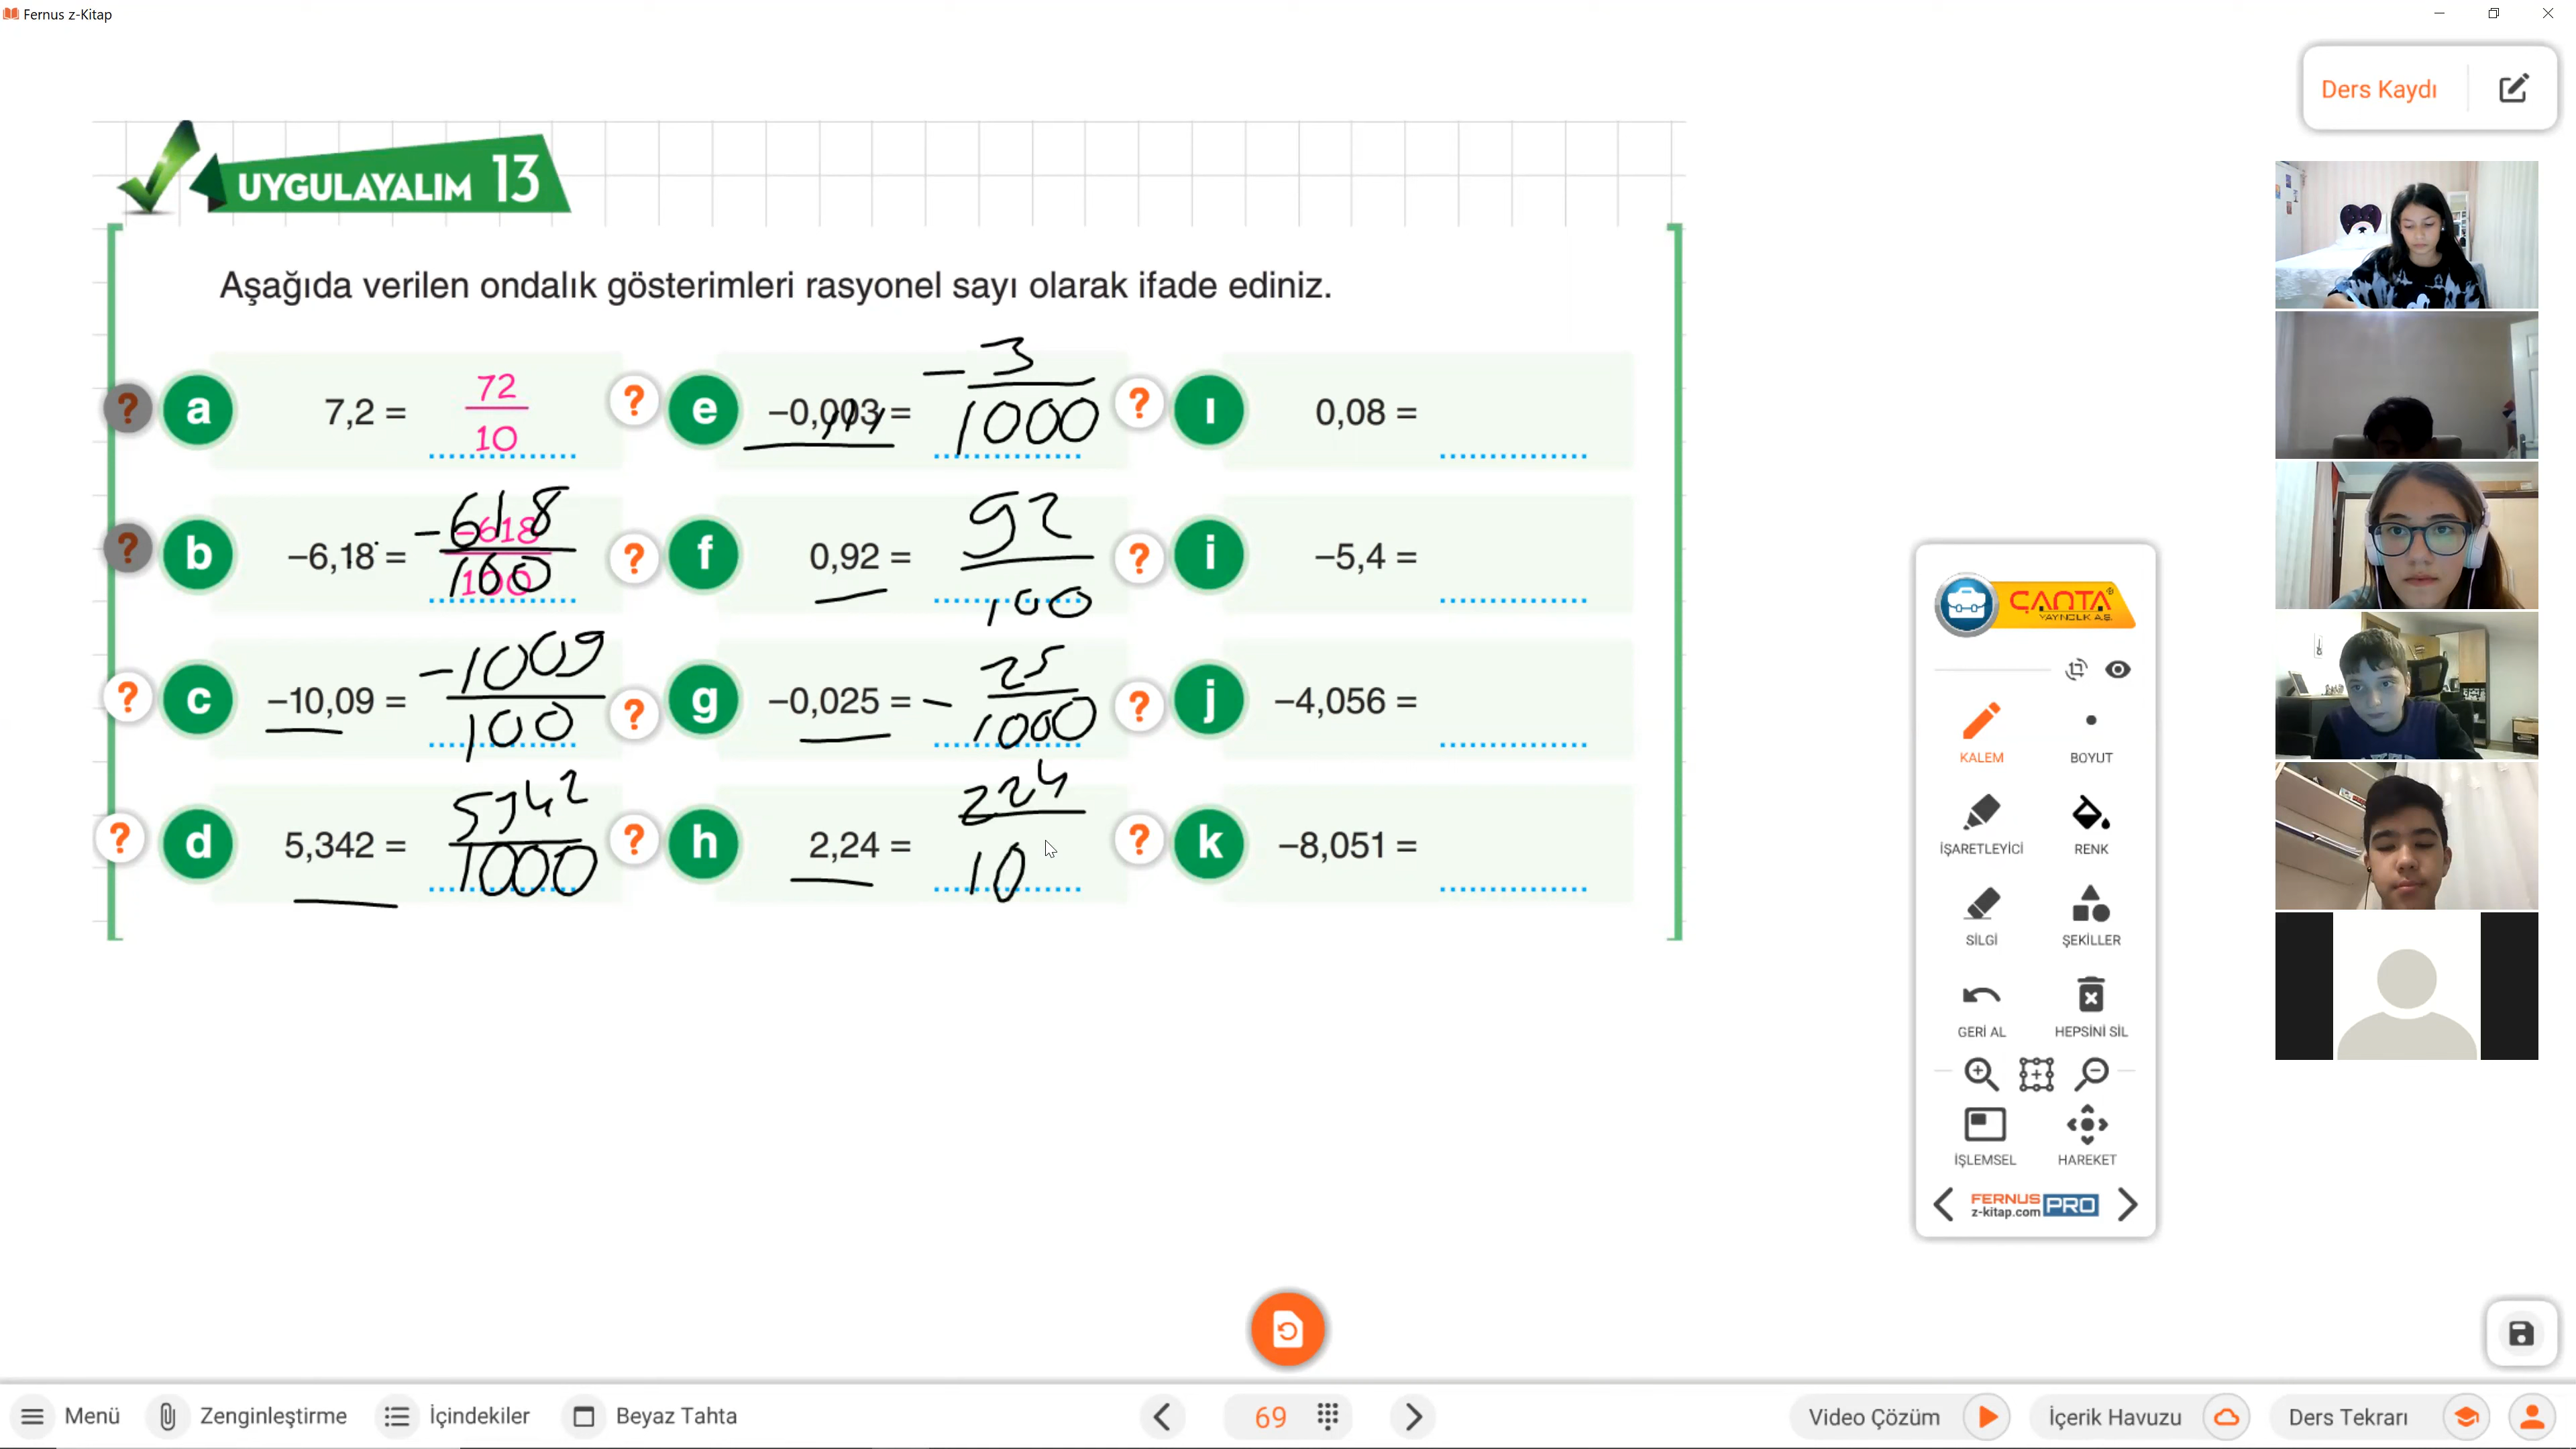 Fernus z-Kitap
Ders Kaydı
UYGULAYALIM 13
Aşağıda verilen ondalık gösterimleri rasyonel sayı olarak ifade ediniz.
? a 7,2 = 72/10
? b –6,18 = –618/100 –618/100
? c –10,09 = –1009/100
? d 5,342 = 5342/1000
? e –0,003 = –3/1000
? f 0,92 = 92/100
? g –0,025 = –25/1000
? h 2,24 = 224/10
? ı 0,08 =
? i –5,4 =
? j –4,056 =
? k –8,051 =
ÇANTA
YAYINCILIK A.Ş.
KALEM BOYUT
İŞARETLEYİCİ RENK
SİLGİ ŞEKİLLER
GERİ AL HEPSİNİ SİL
İŞLEMSEL HAREKET
FERNUS PRO
z-kitap.com
Menü Zenginleştirme İçindekiler Beyaz Tahta 69 Video Çözüm İçerik Havuzu Ders Tekrarı